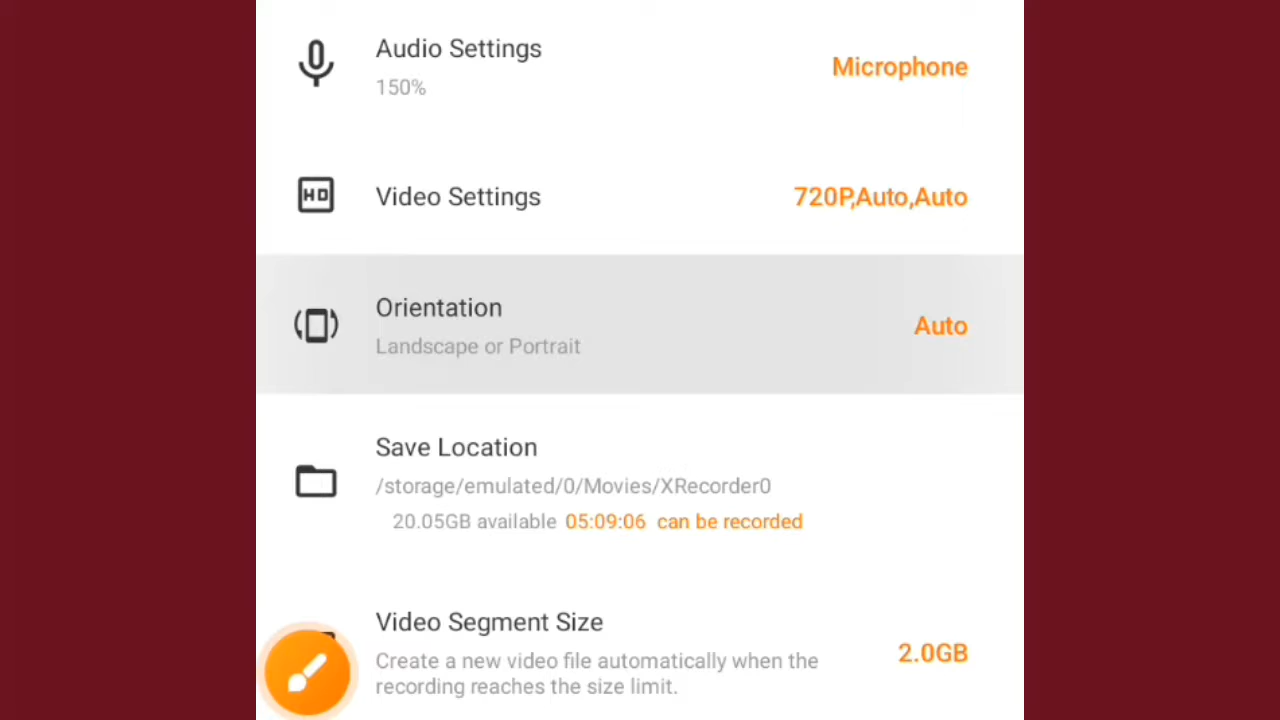 Audio Settings
150%
Microphone
HD
Video Settings
720P,Auto,Auto
Orientation
Landscape or Portrait
Auto
Save Location
/storage/emulated/0/Movies/XRecorder0
20.05GB available 05:09:06 can be recorded
Video Segment Size
Create a new video file automatically when the
recording reaches the size limit.
2.0GB